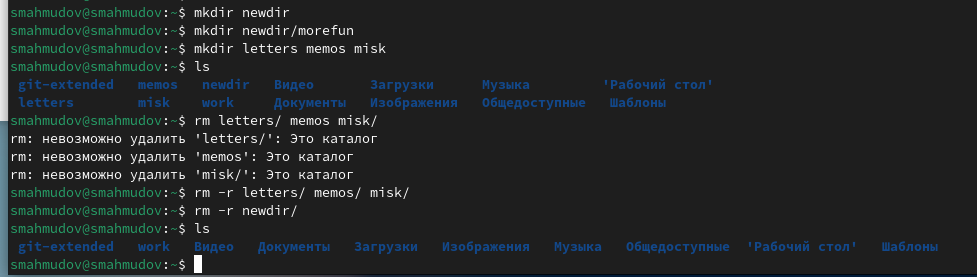 smahmudov@smahmudov:~$ mkdir newdir
smahmudov@smahmudov:~$ mkdir newdir/morefun
smahmudov@smahmudov:~$ mkdir letters memos misk
smahmudov@smahmudov:~$ ls
git-extended memos newdir Видео Загрузки Музыка 'Рабочий стол'
letters misk work Документы Изображения Общедоступные Шаблоны
smahmudov@smahmudov:~$ rm letters/ memos misk/
rm: невозможно удалить 'letters/': Это каталог
rm: невозможно удалить 'memos': Это каталог
rm: невозможно удалить 'misk/': Это каталог
smahmudov@smahmudov:~$ rm -r letters/ memos/ misk/
smahmudov@smahmudov:~$ rm -r newdir/
smahmudov@smahmudov:~$ ls
git-extended work Видео Документы Загрузки Изображения Музыка Общедоступные 'Рабочий стол' Шаблоны
smahmudov@smahmudov:~$